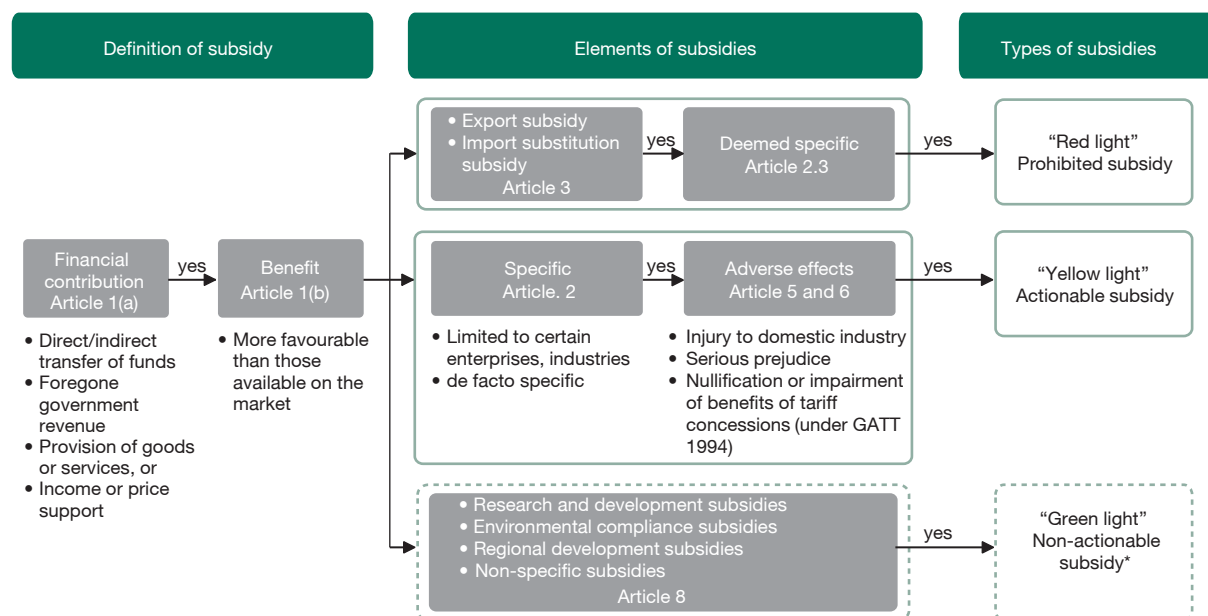 Definition of subsidy
Elements of subsidies
Types of subsidies
• Export subsidy
• Import substitution
subsidy
Article 3
yes
Deemed specific
Article 2.3
yes
“Red light”
Prohibited subsidy
Financial
contribution
Article 1(a)
yes
Benefit
Article 1(b)
• Direct/indirect
transfer of funds
• Foregone
government
revenue
• Provision of goods
or services, or
• Income or price
support
• More favourable
than those
available on the
market
Specific
Article. 2
yes
Adverse effects
Article 5 and 6
yes
“Yellow light”
Actionable subsidy
• Limited to certain
enterprises, industries
• de facto specific
• Injury to domestic industry
• Serious prejudice
• Nullification or impairment
of benefits of tariff
concessions (under GATT
1994)
• Research and development subsidies
• Environmental compliance subsidies
• Regional development subsidies
• Non-specific subsidies
Article 8
yes
“Green light”
Non-actionable
subsidy*